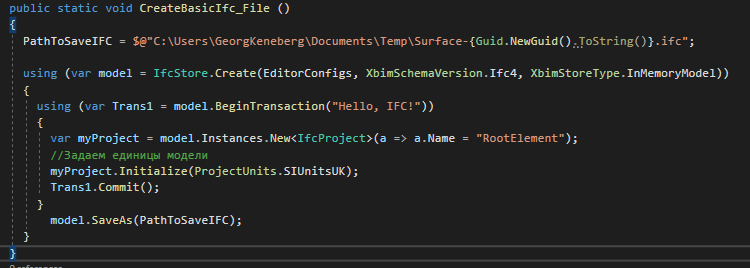 public static void CreateBasicIfc_File ()
{
PathToSaveIFC = $@"C:\Users\GeorgKeneberg\Documents\Temp\Surface-{Guid.NewGuid().ToString()}.ifc";
using (var model = IfcStore.Create(EditorConfigs, XbimSchemaVersion.Ifc4, XbimStoreType.InMemoryModel))
{
using (var Trans1 = model.BeginTransaction("Hello, IFC!"))
{
var myProject = model.Instances.New<IfcProject>(a => a.Name = "RootElement");
//Задаем единицы модели
myProject.Initialize(ProjectUnits.SIUnitsUK);
Trans1.Commit();
}
model.SaveAs(PathToSaveIFC);
}
}